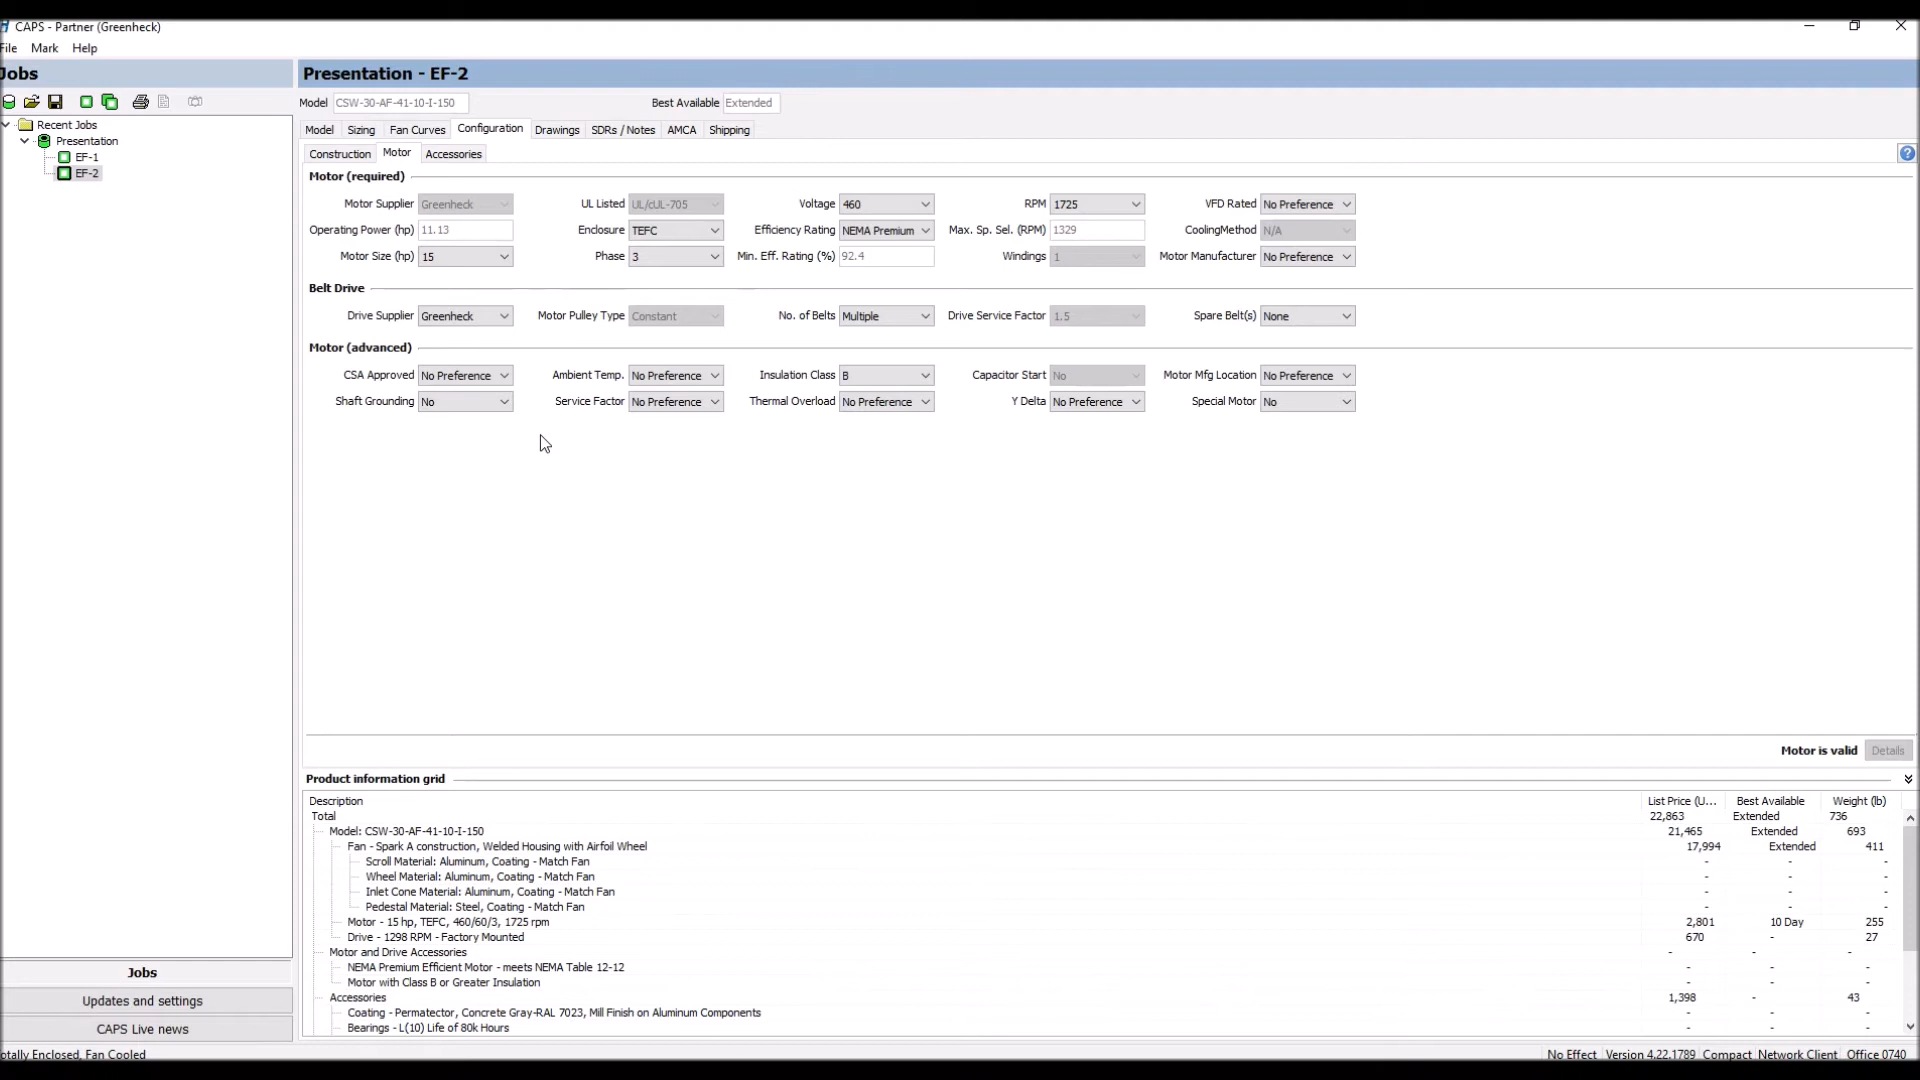 CAPS - Partner (Greenheck)
File Mark Help
Jobs
Presentation - EF-2
Model CSW-30-AF-41-10-I-150 Best Available Extended
Recent Jobs
Presentation
EF-1
EF-2
Model Sizing Fan Curves Configuration Drawings SDRs / Notes AMCA Shipping
Construction Motor Accessories
Motor (required)
Motor Supplier Greenheck UL Listed UL/cUL-705 Voltage 460 RPM 1725 VFD Rated No Preference
Operating Power (hp) 11.13 Enclosure TEFC Efficiency Rating NEMA Premium Max. Sp. Sel. (RPM) 1329 CoolingMethod N/A
Motor Size (hp) 15 Phase 3 Min. Eff. Rating (%) 92.4 Windings 1 Motor Manufacturer No Preference
Belt Drive
Drive Supplier Greenheck Motor Pulley Type Constant No. of Belts Multiple Drive Service Factor 1.5 Spare Belt(s) None
Motor (advanced)
CSA Approved No Preference Ambient Temp. No Preference Insulation Class B Capacitor Start No Motor Mfg Location No Preference
Shaft Grounding No Service Factor No Preference Thermal Overload No Preference Y Delta No Preference Special Motor No
Motor is valid Details
Product information grid
Description List Price (U... Best Available Weight (lb)
Total 22,863 Extended 736
Model: CSW-30-AF-41-10-I-150 21,465 Extended 693
Fan - Spark A construction, Welded Housing with Airfoil Wheel 17,994 Extended 411
Scroll Material: Aluminum, Coating - Match Fan - - -
Wheel Material: Aluminum, Coating - Match Fan - - -
Inlet Cone Material: Aluminum, Coating - Match Fan - - -
Pedestal Material: Steel, Coating - Match Fan - - -
Motor - 15 hp, TEFC, 460/60/3, 1725 rpm 2,801 10 Day 255
Drive - 1298 RPM - Factory Mounted 670 - 27
Motor and Drive Accessories - - -
NEMA Premium Efficient Motor - meets NEMA Table 12-12 - - -
Motor with Class B or Greater Insulation - - -
Accessories 1,398 - 43
Coating - Permatector, Concrete Gray-RAL 7023, Mill Finish on Aluminum Components - - -
Bearings - L(10) Life of 80k Hours - - -
Jobs
Updates and settings
CAPS Live news
otally Enclosed, Fan Cooled No Effect Version 4.22.1789 Compact Network Client Office 0740